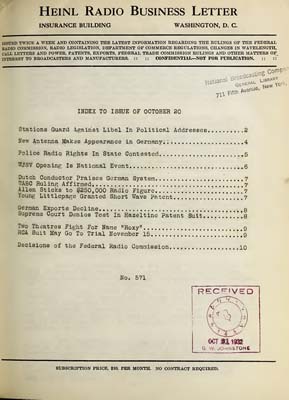 HEINL RADIO BUSINESS LETTER
INSURANCE BUILDING WASHINGTON, D. C.
ISSUED TWICE A WEEK AND CONTAINING THE LATEST INFORMATION REGARDING THE RULINGS OF THE FEDERAL
RADIO COMMISSION, RADIO LEGISLATION, DEPARTMENT OF COMMERCE REGULATIONS, CHANGES IN WAVELENGTH,
CALL LETTERS AND POWER, PATENTS, EXPORTS, FEDERAL TRADE COMMISSION RULINGS AND OTHER MATTERS OF
INTEREST TO BROADCASTERS AND MANUFACTURERS. :: :: CONFIDENTIAL—NOT FOR PUBLICATION. :: ::
National Broadcasting Company
GENERAL LIBRARY
711 Fifth Avenue, New York,
INDEX TO ISSUE OF OCTOBER 20
Stations Guard Against Libel In Political Addresses..........2
New Antenna Makes Appearance in Germany......................4
Police Radio Rights In State Contested.......................5
WJSV Opening Is National Event...............................6
Dutch Conductor Praises German System........................7
Ruling Affirmed.........................................7
Allen Sticks to $250,000 Radio Figure........................7
Young Littlepage Granted Short Wave Patent...................7
German Exports Decline.......................................8
Supreme Court Denies Test In Hazeltine Patent Suit...........8
Two Theatres Fight For Name "Roxy"...........................9
RCA Suit May Go To Trial November 15.........................9
Decisions of the Federal Radio Commission...................10
No. 571
RECEIVED
OCT 1932
G. W. JOHNSTONE
SUBSCRIPTION PRICE, $10. PER MONTH. NO CONTRACT REQUIRED.